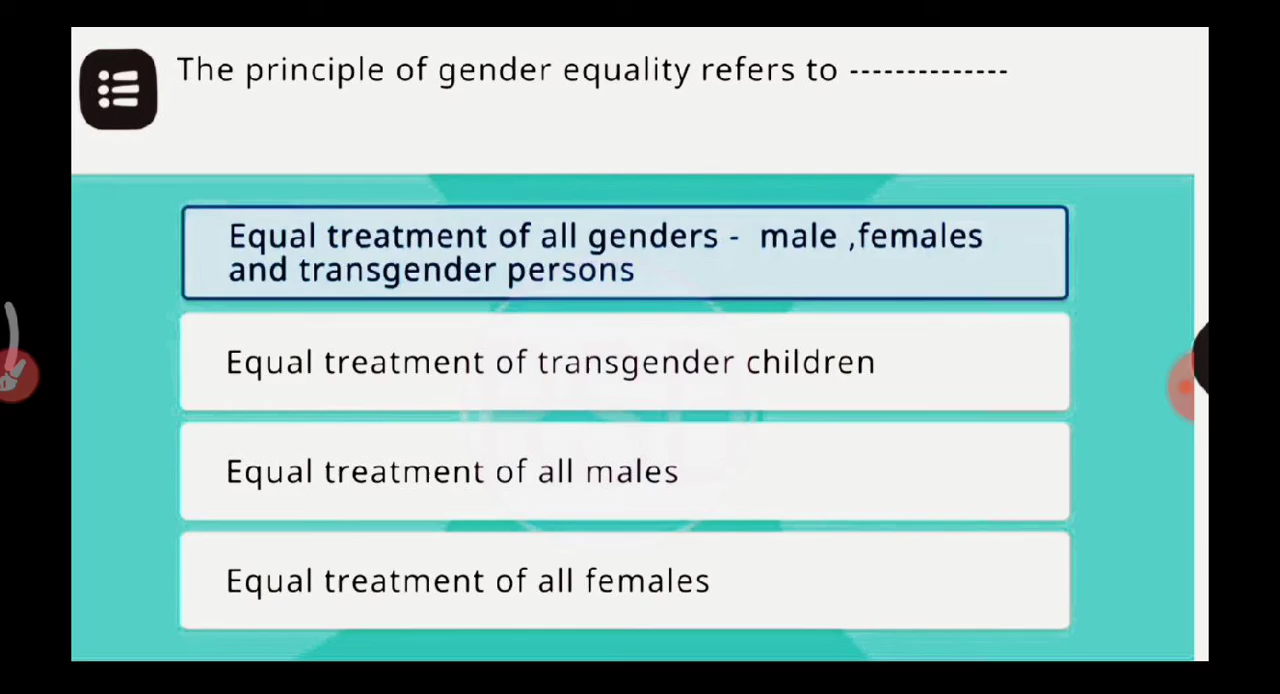 The principle of gender equality refers to --------------
Equal treatment of all genders -  male ,females
and transgender persons
Equal treatment of transgender children
Equal treatment of all males
Equal treatment of all females